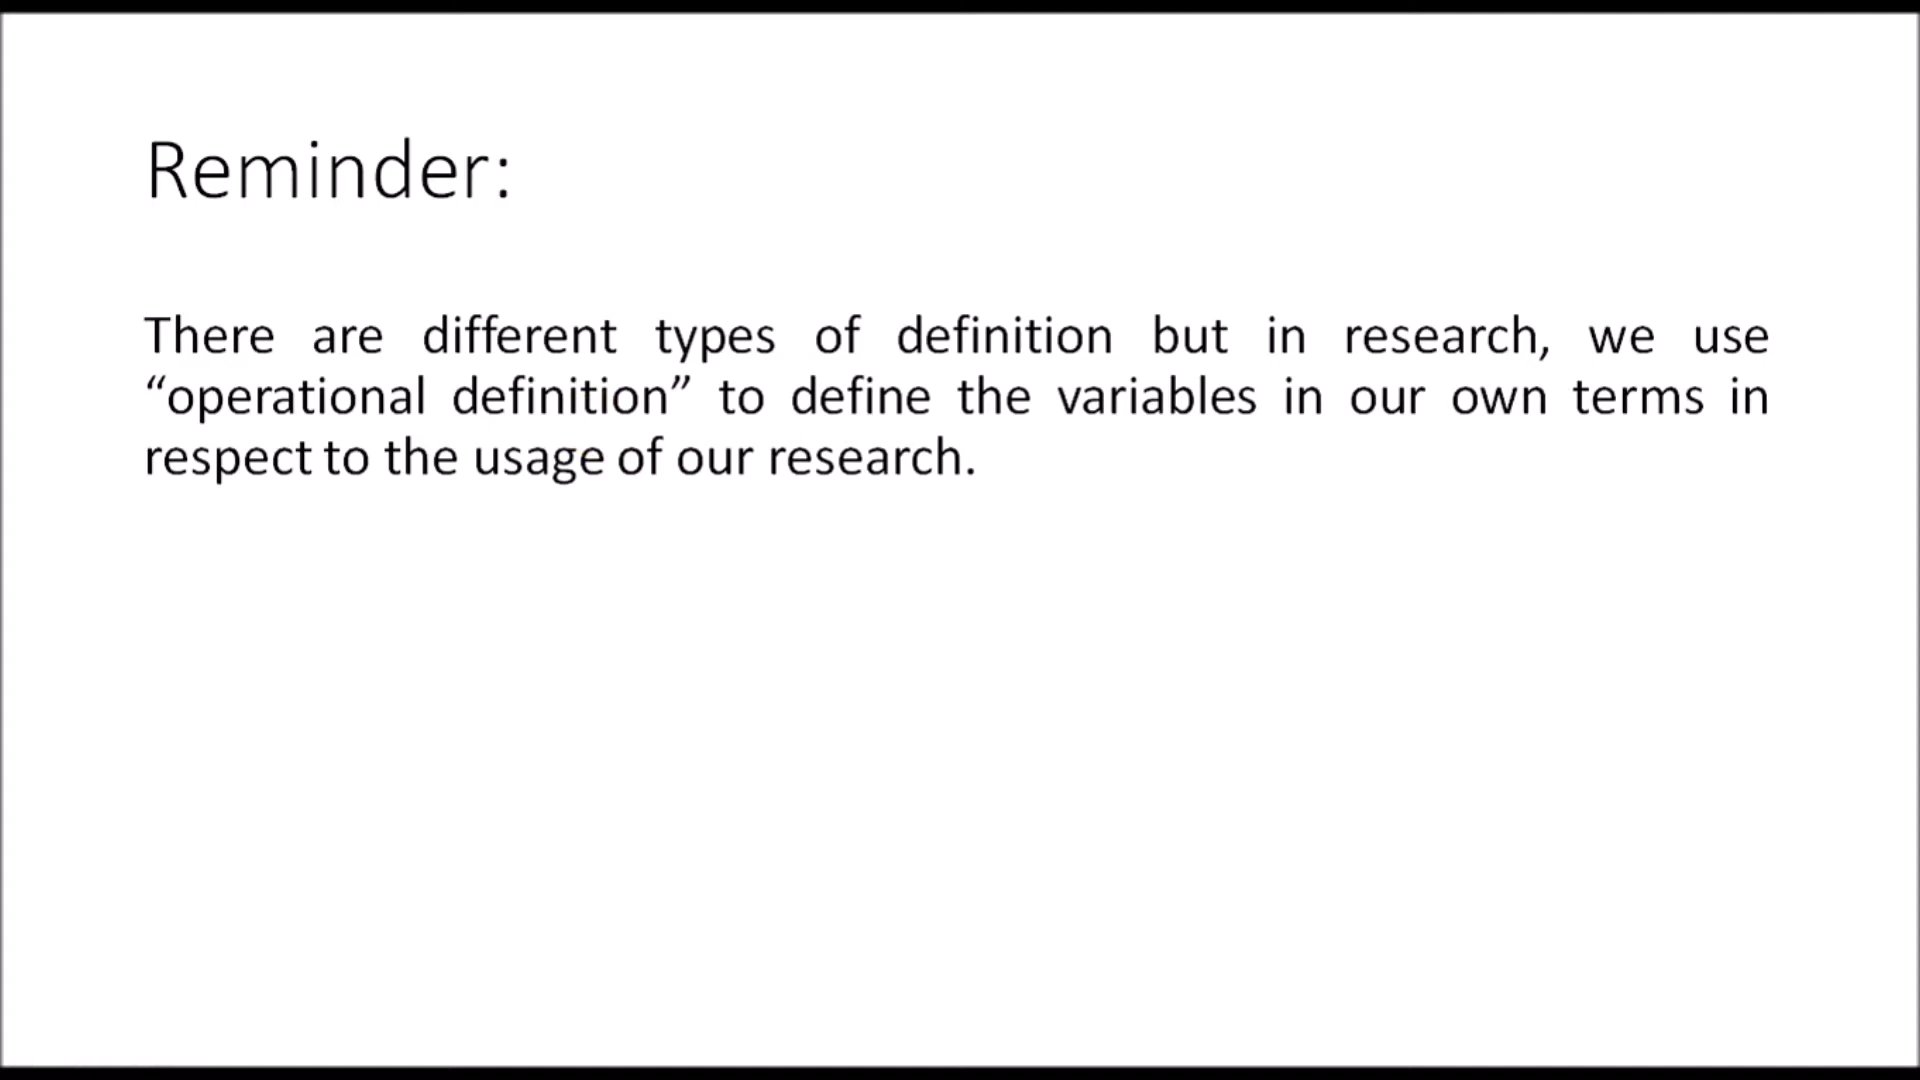 Reminder:
There are different types of definition but in research, we use
“operational definition” to define the variables in our own terms in
respect to the usage of our research.